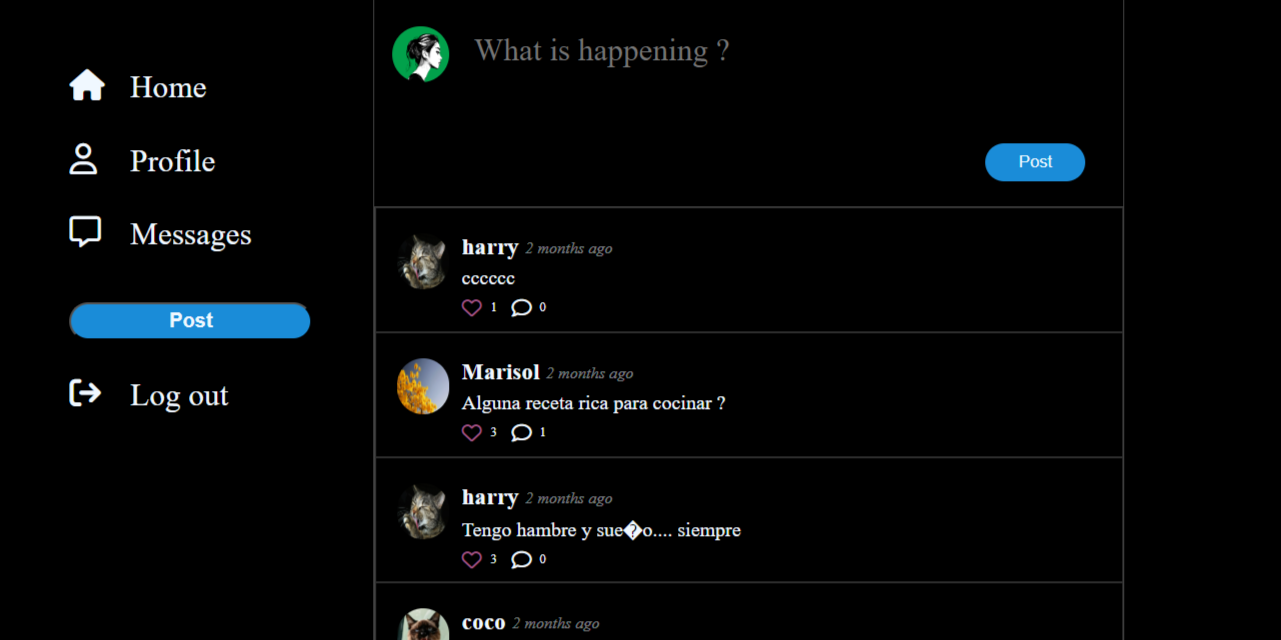 Home
Profile
Messages
Post
Log out
What is happening ?
Post
harry 2 months ago
cccccc
1 0
Marisol 2 months ago
Alguna receta rica para cocinar ?
3 1
harry 2 months ago
Tengo hambre y sue�o.... siempre
3 0
coco 2 months ago